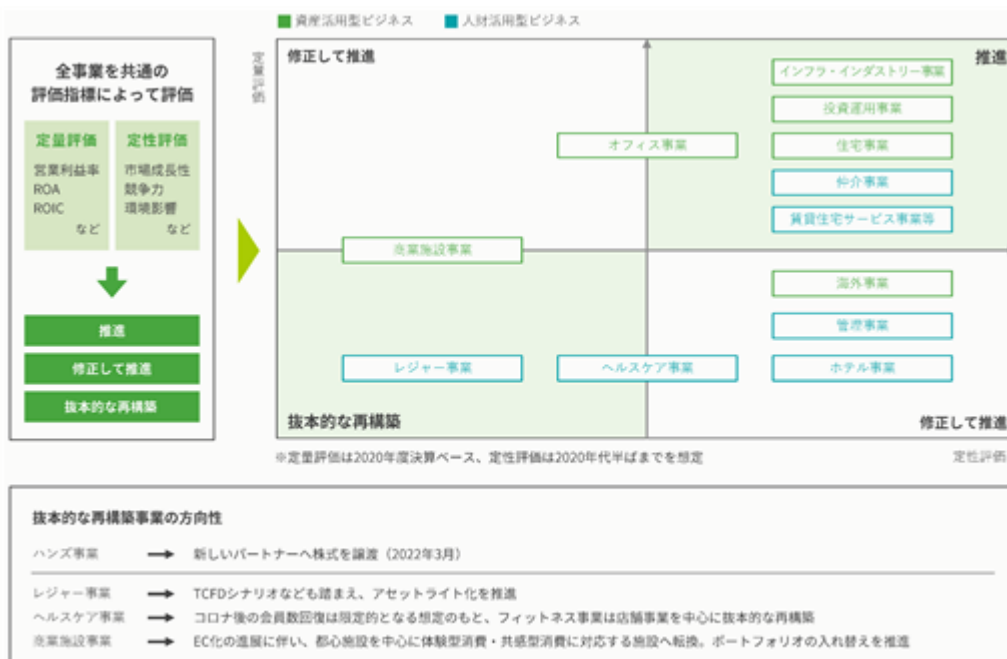 資産活用型ビジネス 人財活用型ビジネス
全事業を共通の
評価指標によって評価
定量評価
営業利益率
ROA
ROIC
など
定性評価
市場成長性
競争力
環境影響
など
推進
修正して推進
抜本的な再構築
定量評価
修正して推進
推進
インフラ・インダストリー事業
投資運用事業
オフィス事業
住宅事業
仲介事業
賃貸住宅サービス事業等
商業施設事業
海外事業
管理事業
レジャー事業
ヘルスケア事業
ホテル事業
抜本的な再構築
修正して推進
※定量評価は2020年度決算ベース、定性評価は2020年代半ばまでを想定
定性評価
抜本的な再構築事業の方向性
ハンズ事業 新しいパートナーへ株式を譲渡（2022年3月）
レジャー事業 TCFDシナリオなども踏まえ、アセットライト化を推進
ヘルスケア事業 コロナ後の会員数回復は限定的となる想定のもと、フィットネス事業は店舗事業を中心に抜本的な再構築
商業施設事業 EC化の進展に伴い、都心施設を中心に体験型消費・共感型消費に対応する施設へ転換。ポートフォリオの入れ替えを推進